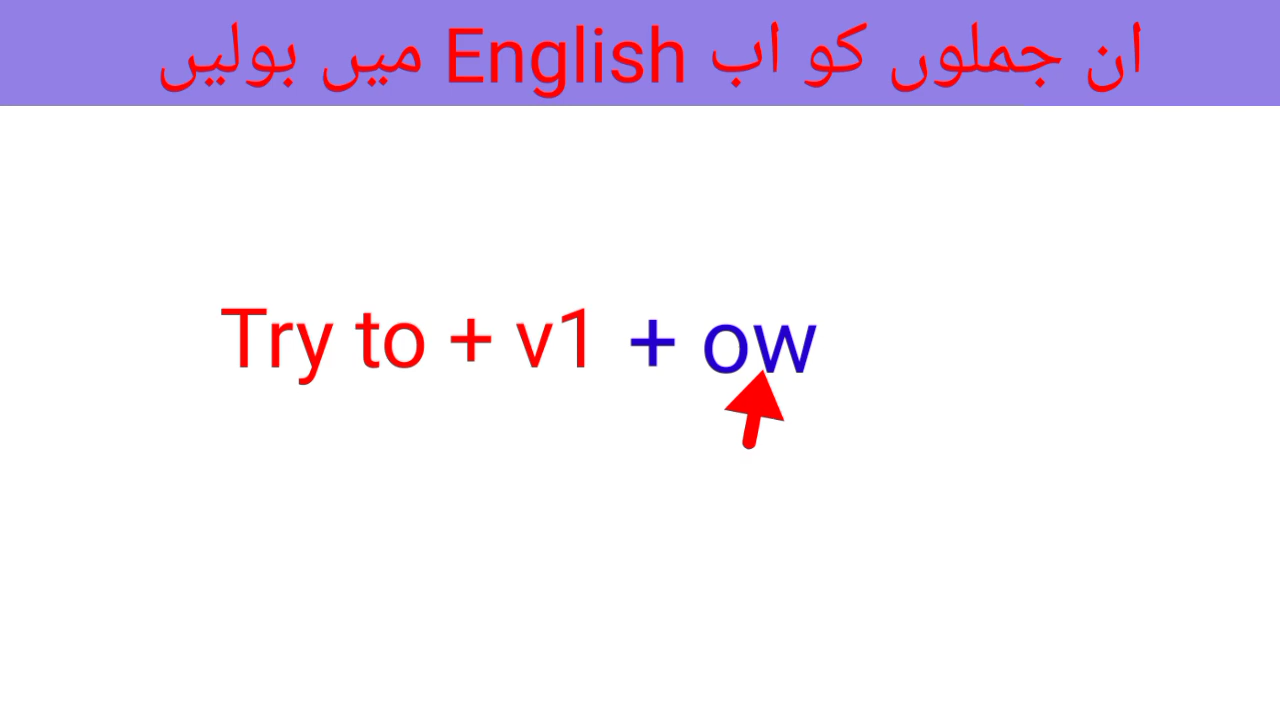 ان جملوں کو اب English میں بولیں
Try to + v1 + ow